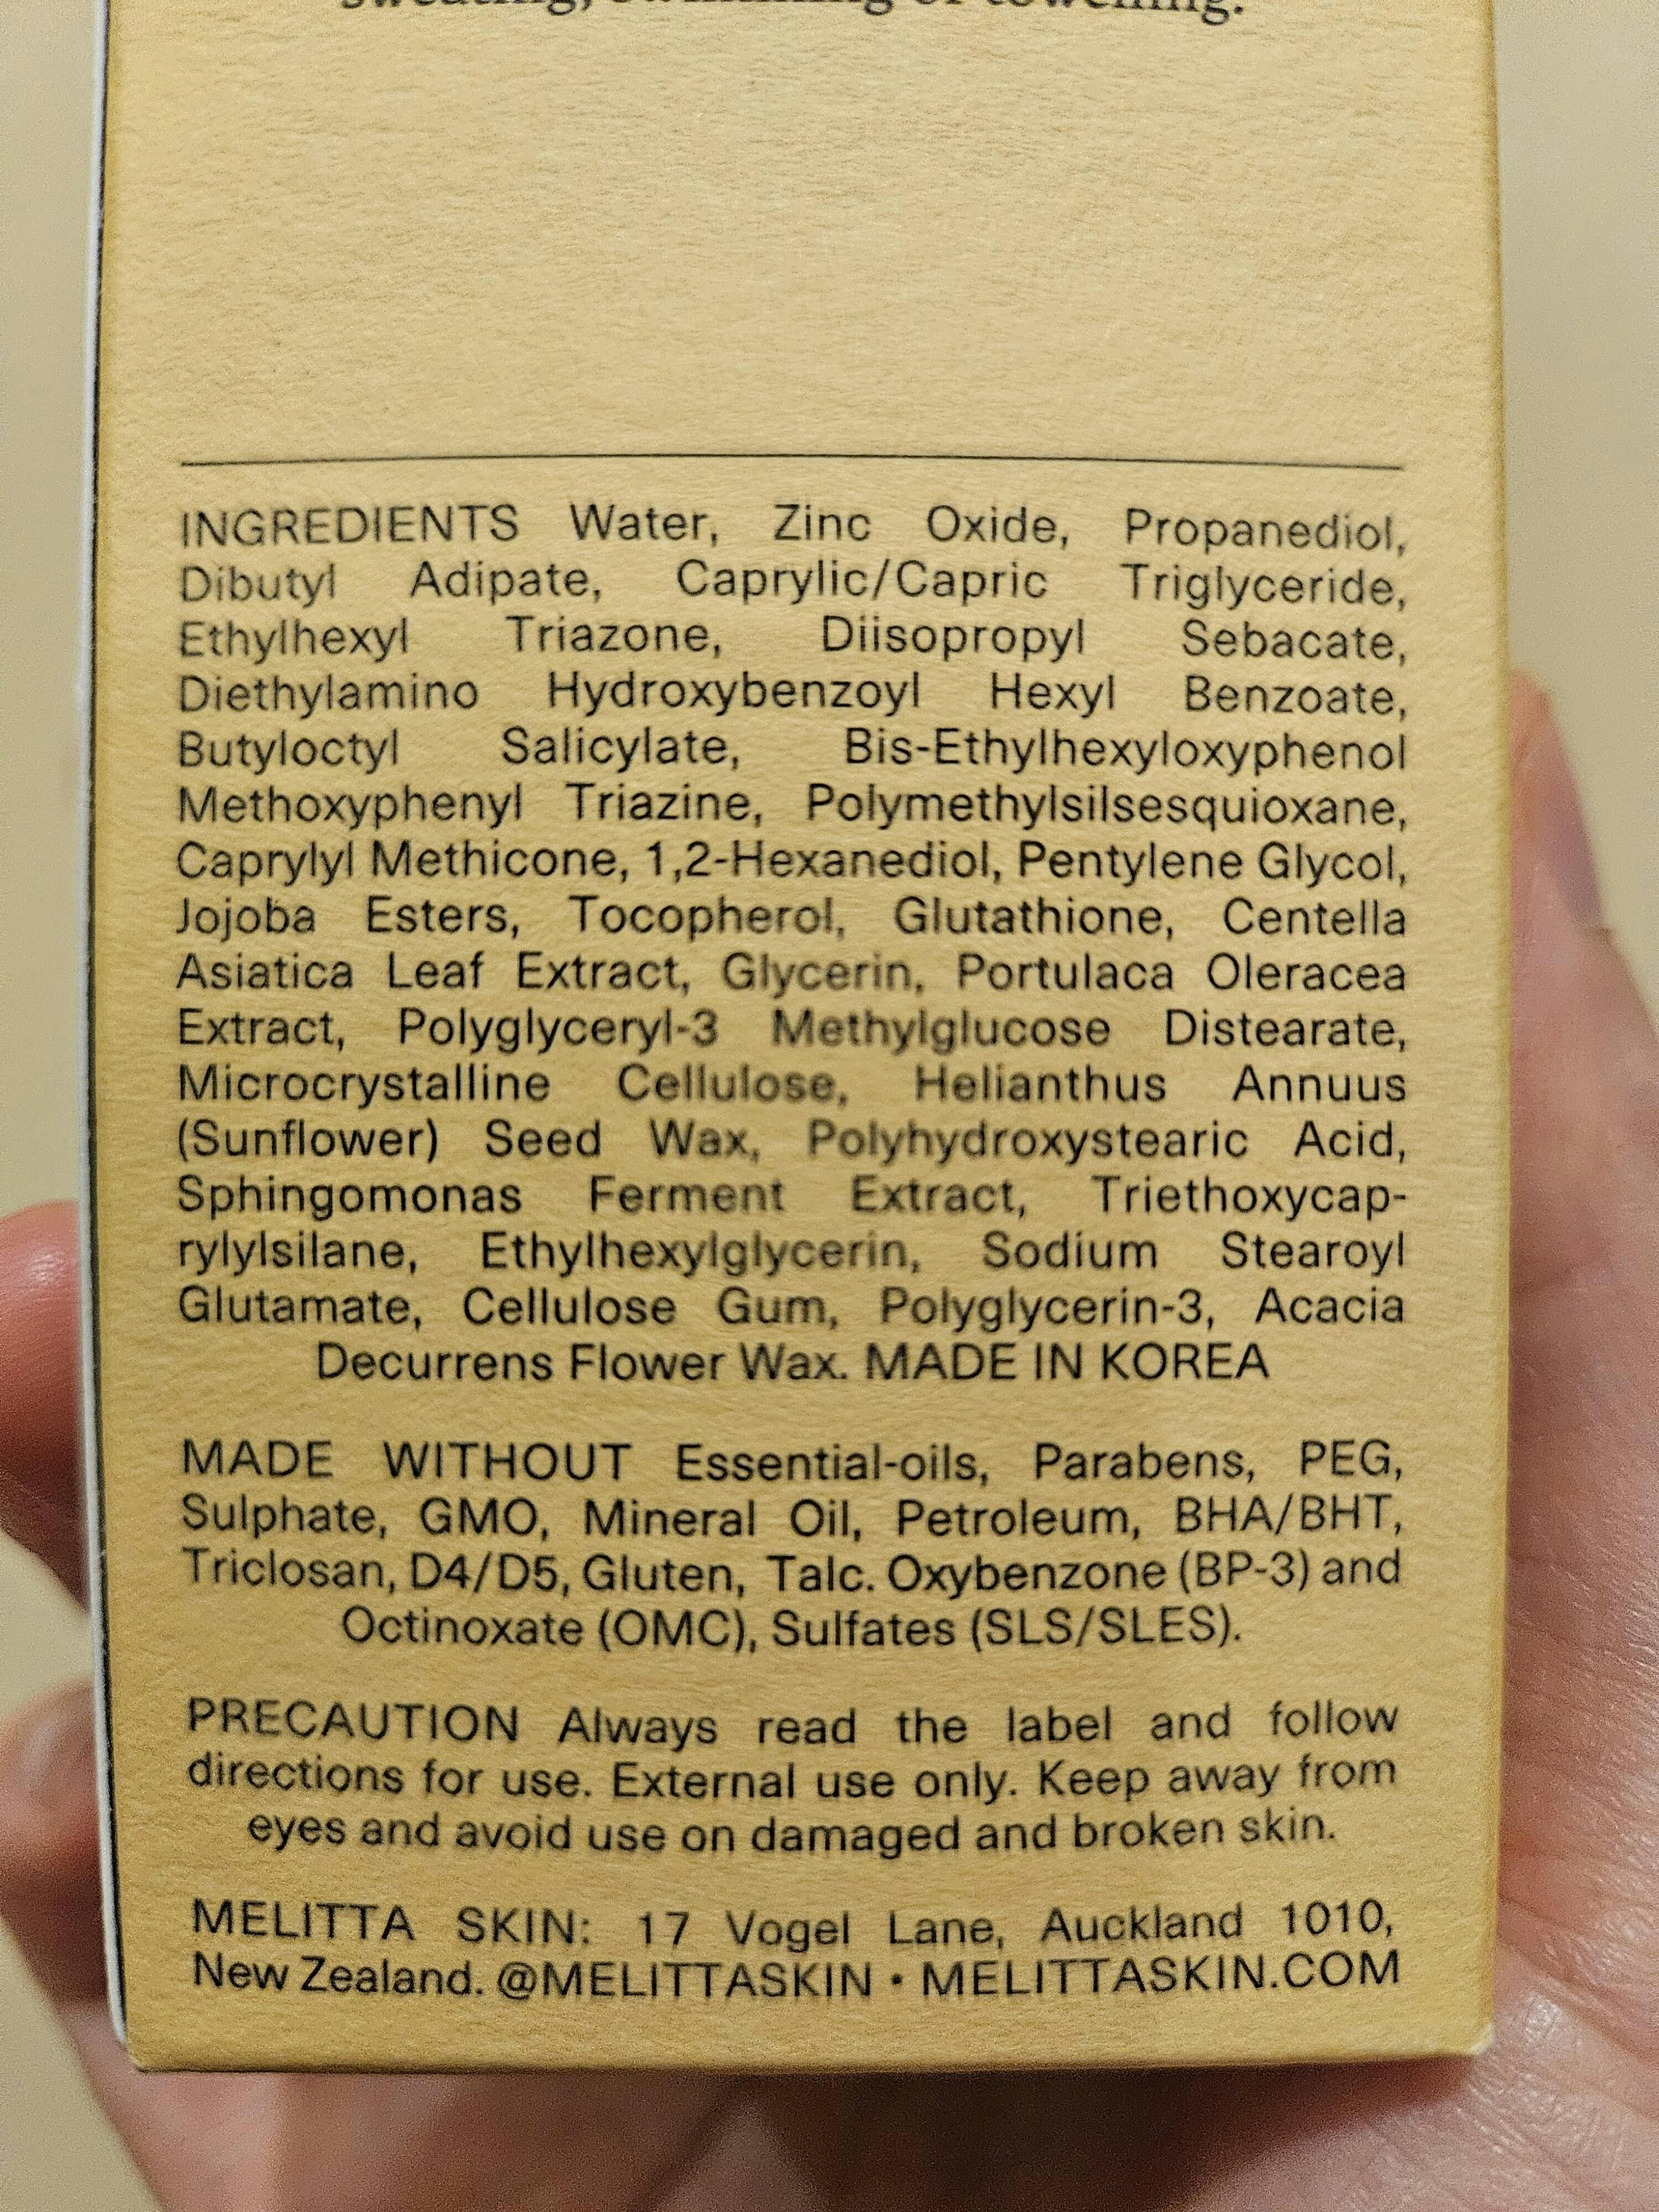 sweating, swimming or towelling.
INGREDIENTS Water, Zinc Oxide, Propanediol,
Dibutyl Adipate, Caprylic/Capric Triglyceride,
Ethylhexyl Triazone, Diisopropyl Sebacate,
Diethylamino Hydroxybenzoyl Hexyl Benzoate,
Butyloctyl Salicylate, Bis-Ethylhexyloxyphenol
Methoxyphenyl Triazine, Polymethylsilsesquioxane,
Caprylyl Methicone, 1,2-Hexanediol, Pentylene Glycol,
Jojoba Esters, Tocopherol, Glutathione, Centella
Asiatica Leaf Extract, Glycerin, Portulaca Oleracea
Extract, Polyglyceryl-3 Methylglucose Distearate,
Microcrystalline Cellulose, Helianthus Annuus
(Sunflower) Seed Wax, Polyhydroxystearic Acid,
Sphingomonas Ferment Extract, Triethoxycap-
rylylsilane, Ethylhexylglycerin, Sodium Stearoyl
Glutamate, Cellulose Gum, Polyglycerin-3, Acacia
Decurrens Flower Wax. MADE IN KOREA
MADE WITHOUT Essential-oils, Parabens, PEG,
Sulphate, GMO, Mineral Oil, Petroleum, BHA/BHT,
Triclosan, D4/D5, Gluten, Talc. Oxybenzone (BP-3) and
Octinoxate (OMC), Sulfates (SLS/SLES).
PRECAUTION Always read the label and follow
directions for use. External use only. Keep away from
eyes and avoid use on damaged and broken skin.
MELITTA SKIN: 17 Vogel Lane, Auckland 1010,
New Zealand. @MELITTASKIN • MELITTASKIN.COM